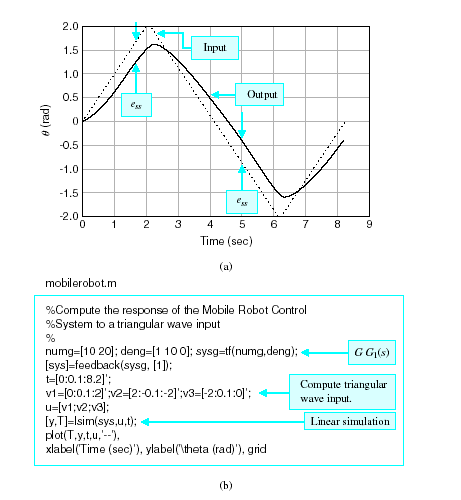 2.0
1.5
1.0
0.5
0
-0.5
-1.0
-1.5
-2.0
θ (rad)
Input
Output
e_ss
e_ss
0 1 2 3 4 5 6 7 8 9
Time (sec)
(a)
mobilerobot.m
%Compute the response of the Mobile Robot Control
%System to a triangular wave input
%
numg=[10 20]; deng=[1 10 0]; sysg=tf(numg,deng);
G G₁(s)
[sys]=feedback(sysg, [1]);
t=[0:0.1:8.2]';
v1=[0:0.1:2]';v2=[2:-0.1:-2]';v3=[-2:0.1:0]';
Compute triangular
wave input.
u=[v1;v2;v3];
[y,T]=lsim(sys,u,t);
Linear simulation
plot(T,y,t,u,'--'),
xlabel('Time (sec)'), ylabel('\theta (rad)'), grid
(b)